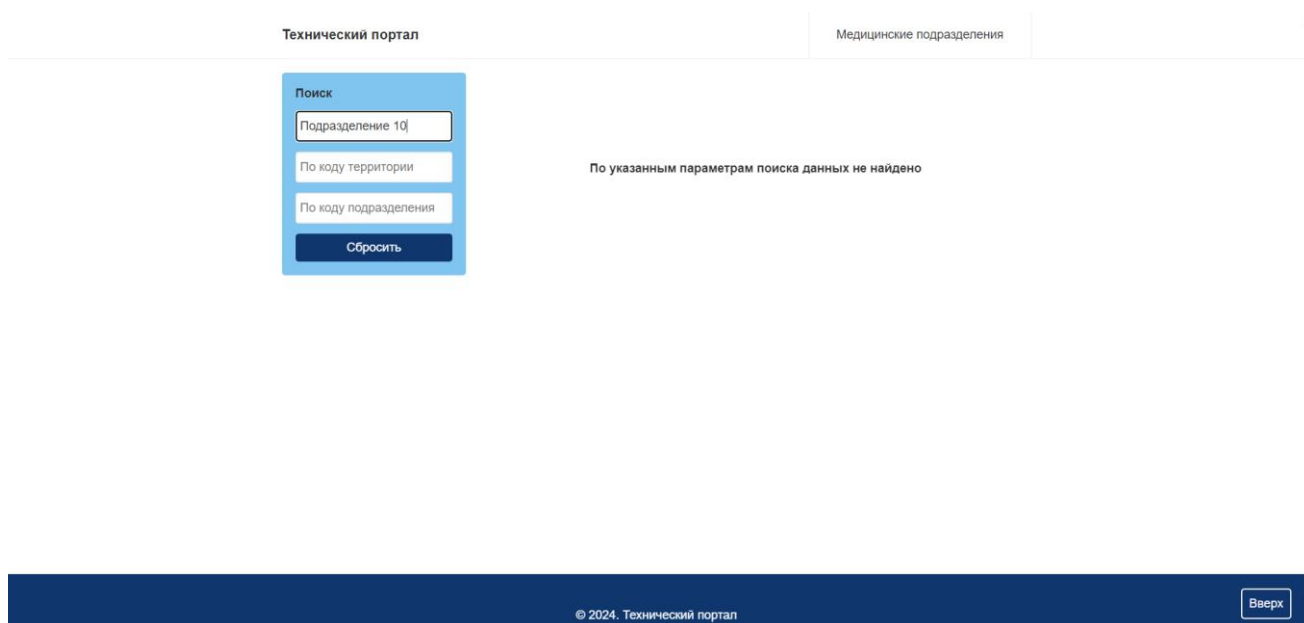 Технический портал
Медицинские подразделения
Поиск
Подразделение 10
По коду территории
По коду подразделения
Сбросить
По указанным параметрам поиска данных не найдено
© 2024. Технический портал
Вверх